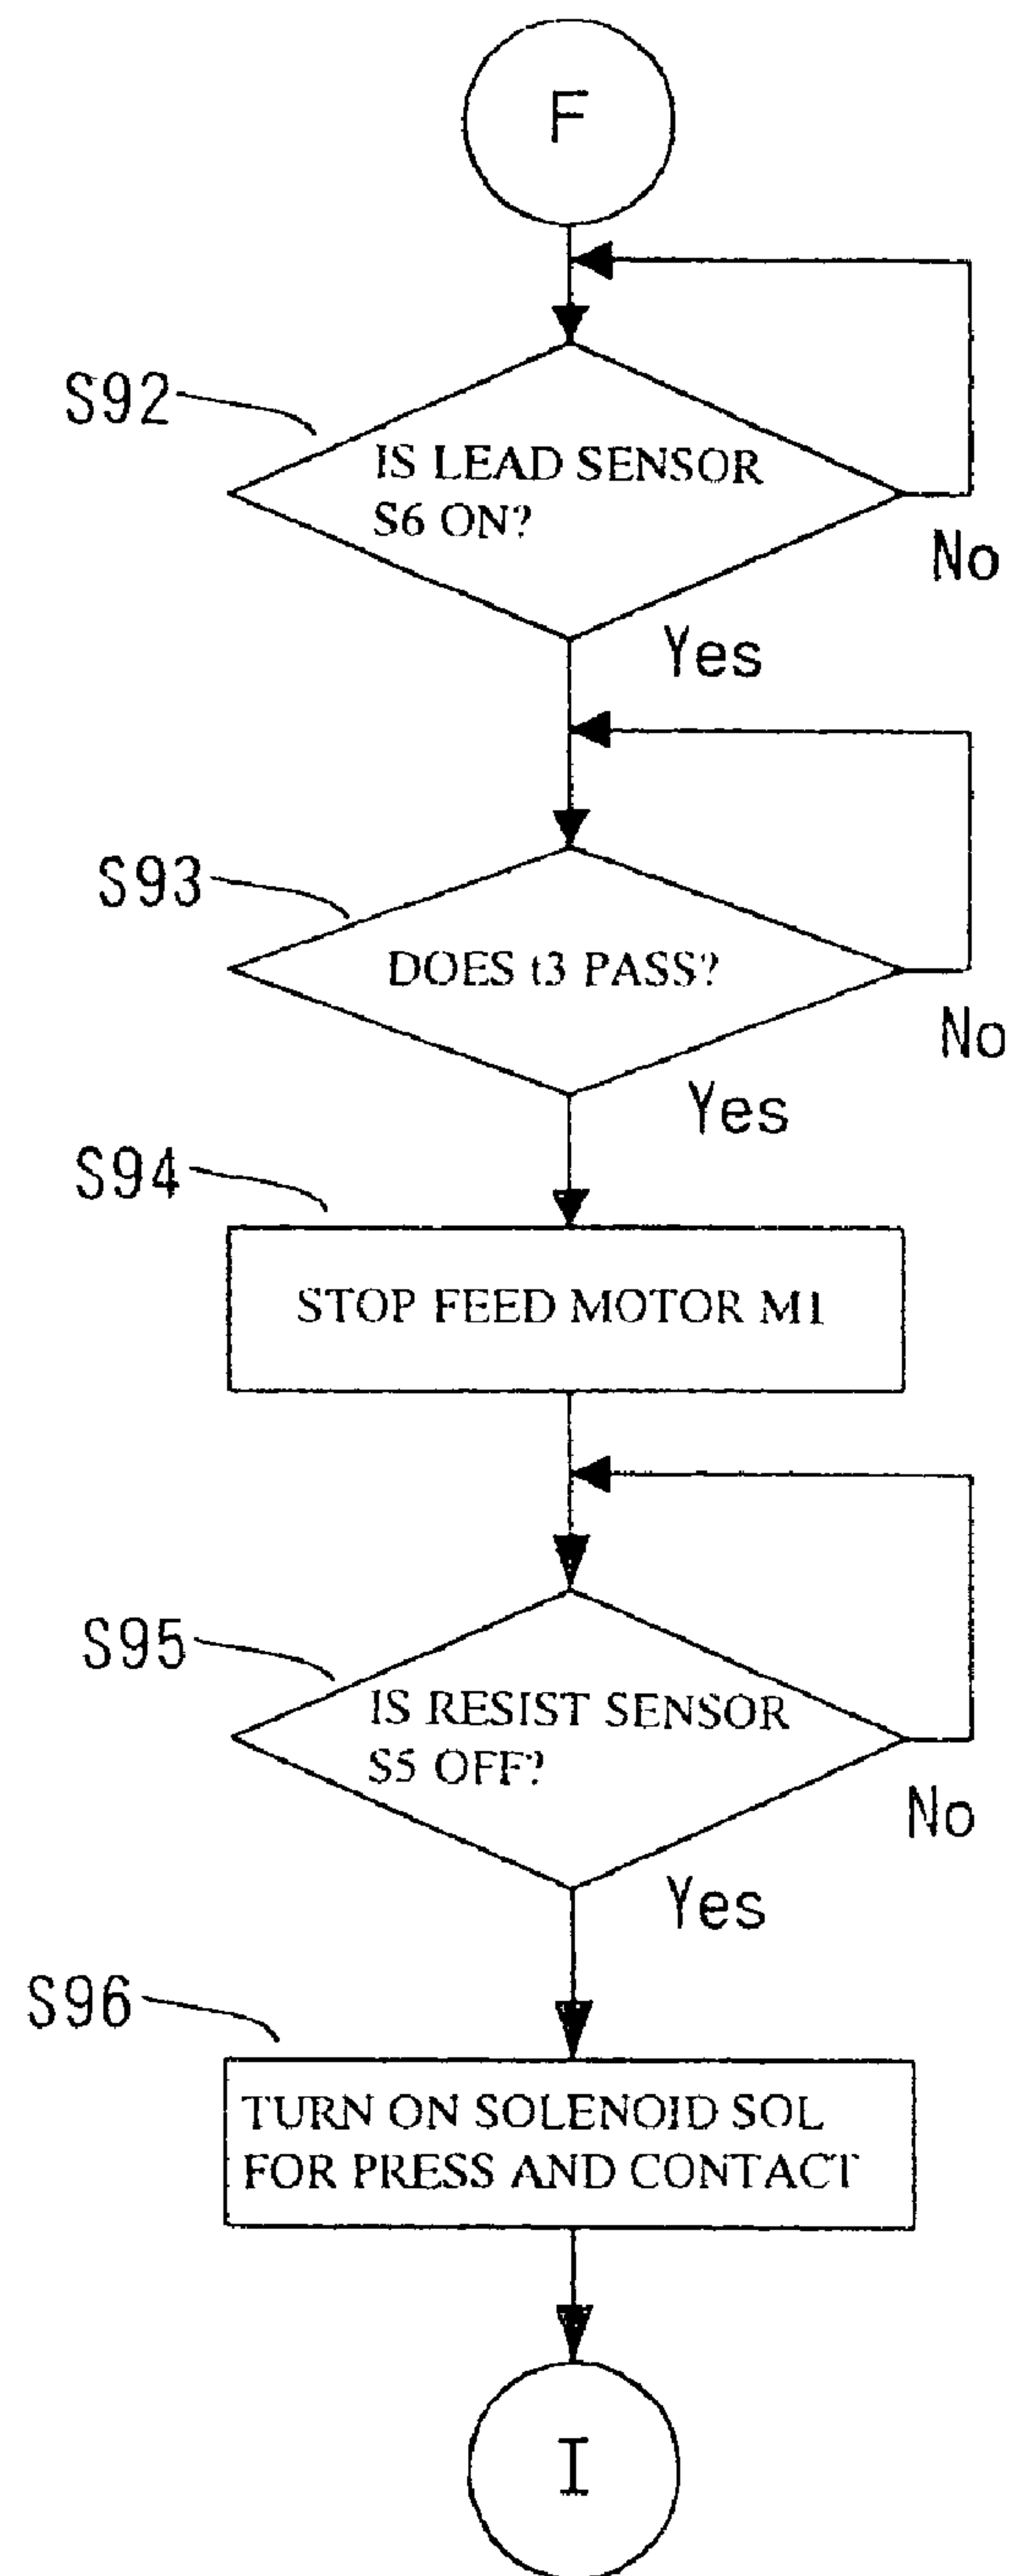 F
S92
IS LEAD SENSOR
S6 ON?
No
Yes
S93
DOES t3 PASS?
No
Yes
S94
STOP FEED MOTOR M1
S95
IS RESIST SENSOR
S5 OFF?
No
Yes
S96
TURN ON SOLENOID SOL
FOR PRESS AND CONTACT
I